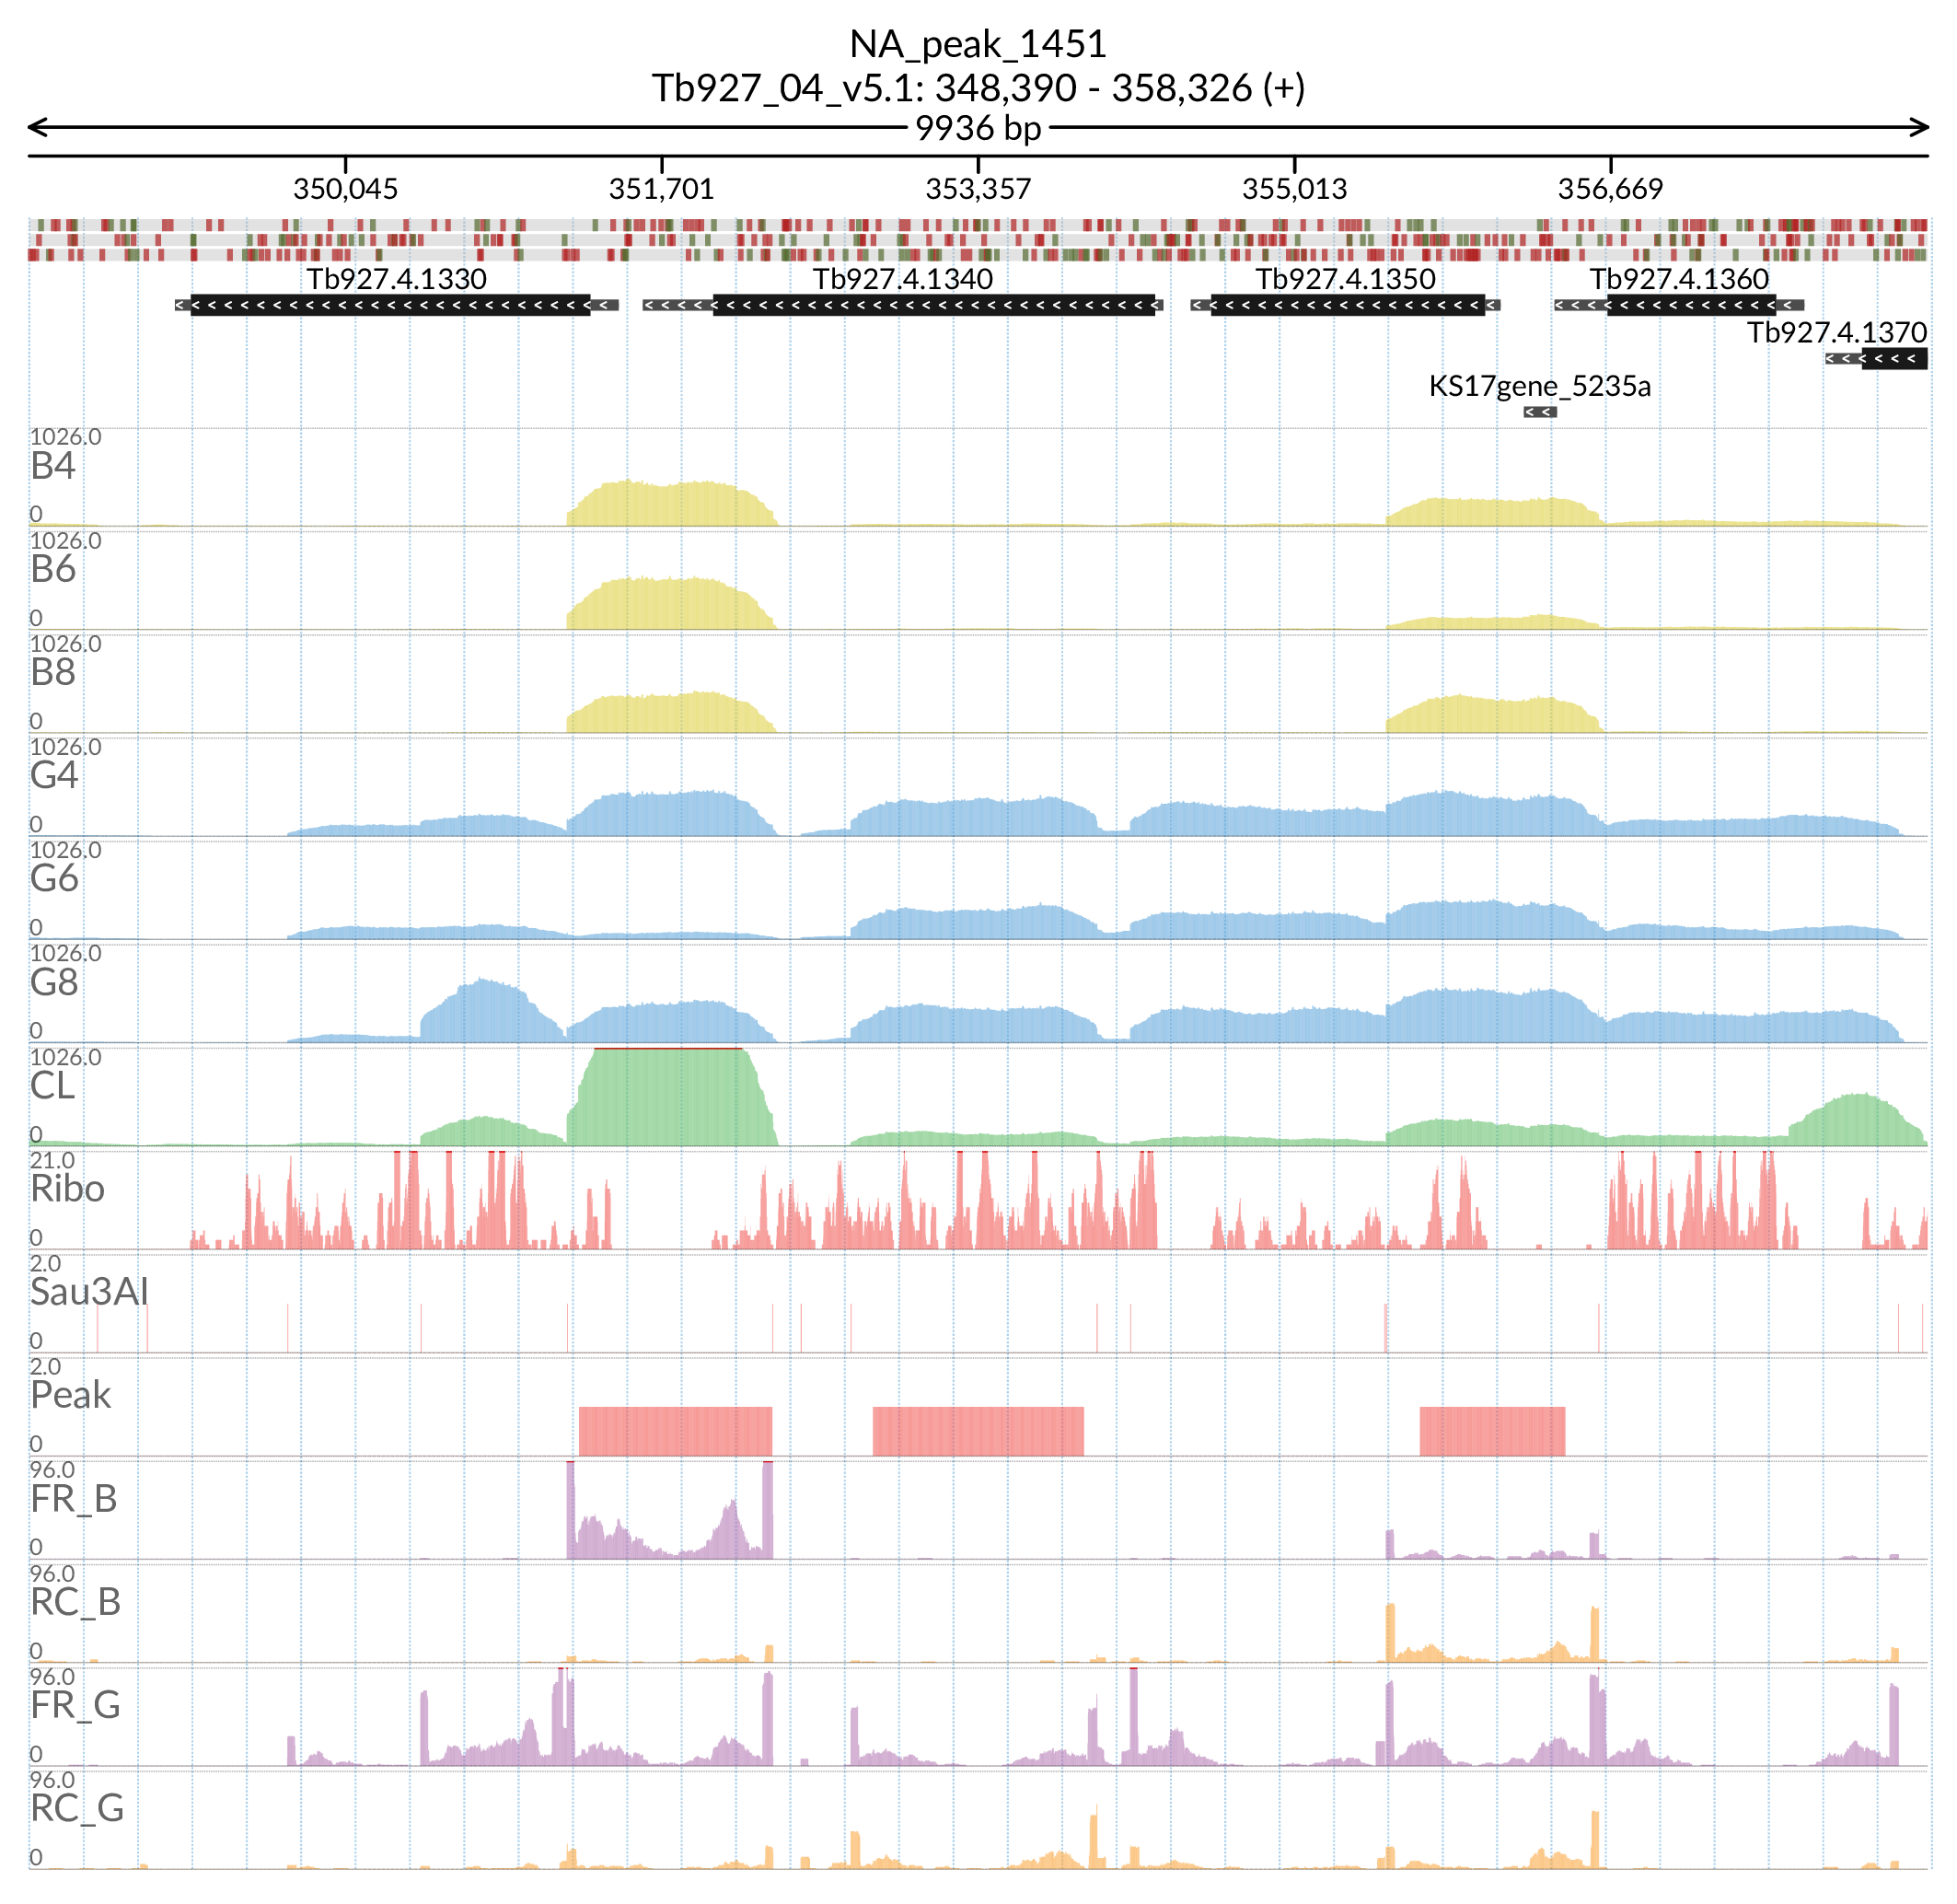 NA_peak_1451
Tb927_04_v5.1: 348,390 - 358,326 (+)
9936 bp
350,045 351,701 353,357 355,013 356,669
Tb927.4.1330 Tb927.4.1340 Tb927.4.1350 Tb927.4.1360
Tb927.4.1370
KS17gene_5235a
1026.0
B4
0
1026.0
B6
0
1026.0
B8
0
1026.0
G4
0
1026.0
G6
0
1026.0
G8
0
1026.0
CL
0
21.0
Ribo
0
2.0
Sau3AI
0
2.0
Peak
0
96.0
FR_B
0
96.0
RC_B
0
96.0
FR_G
0
96.0
RC_G
0